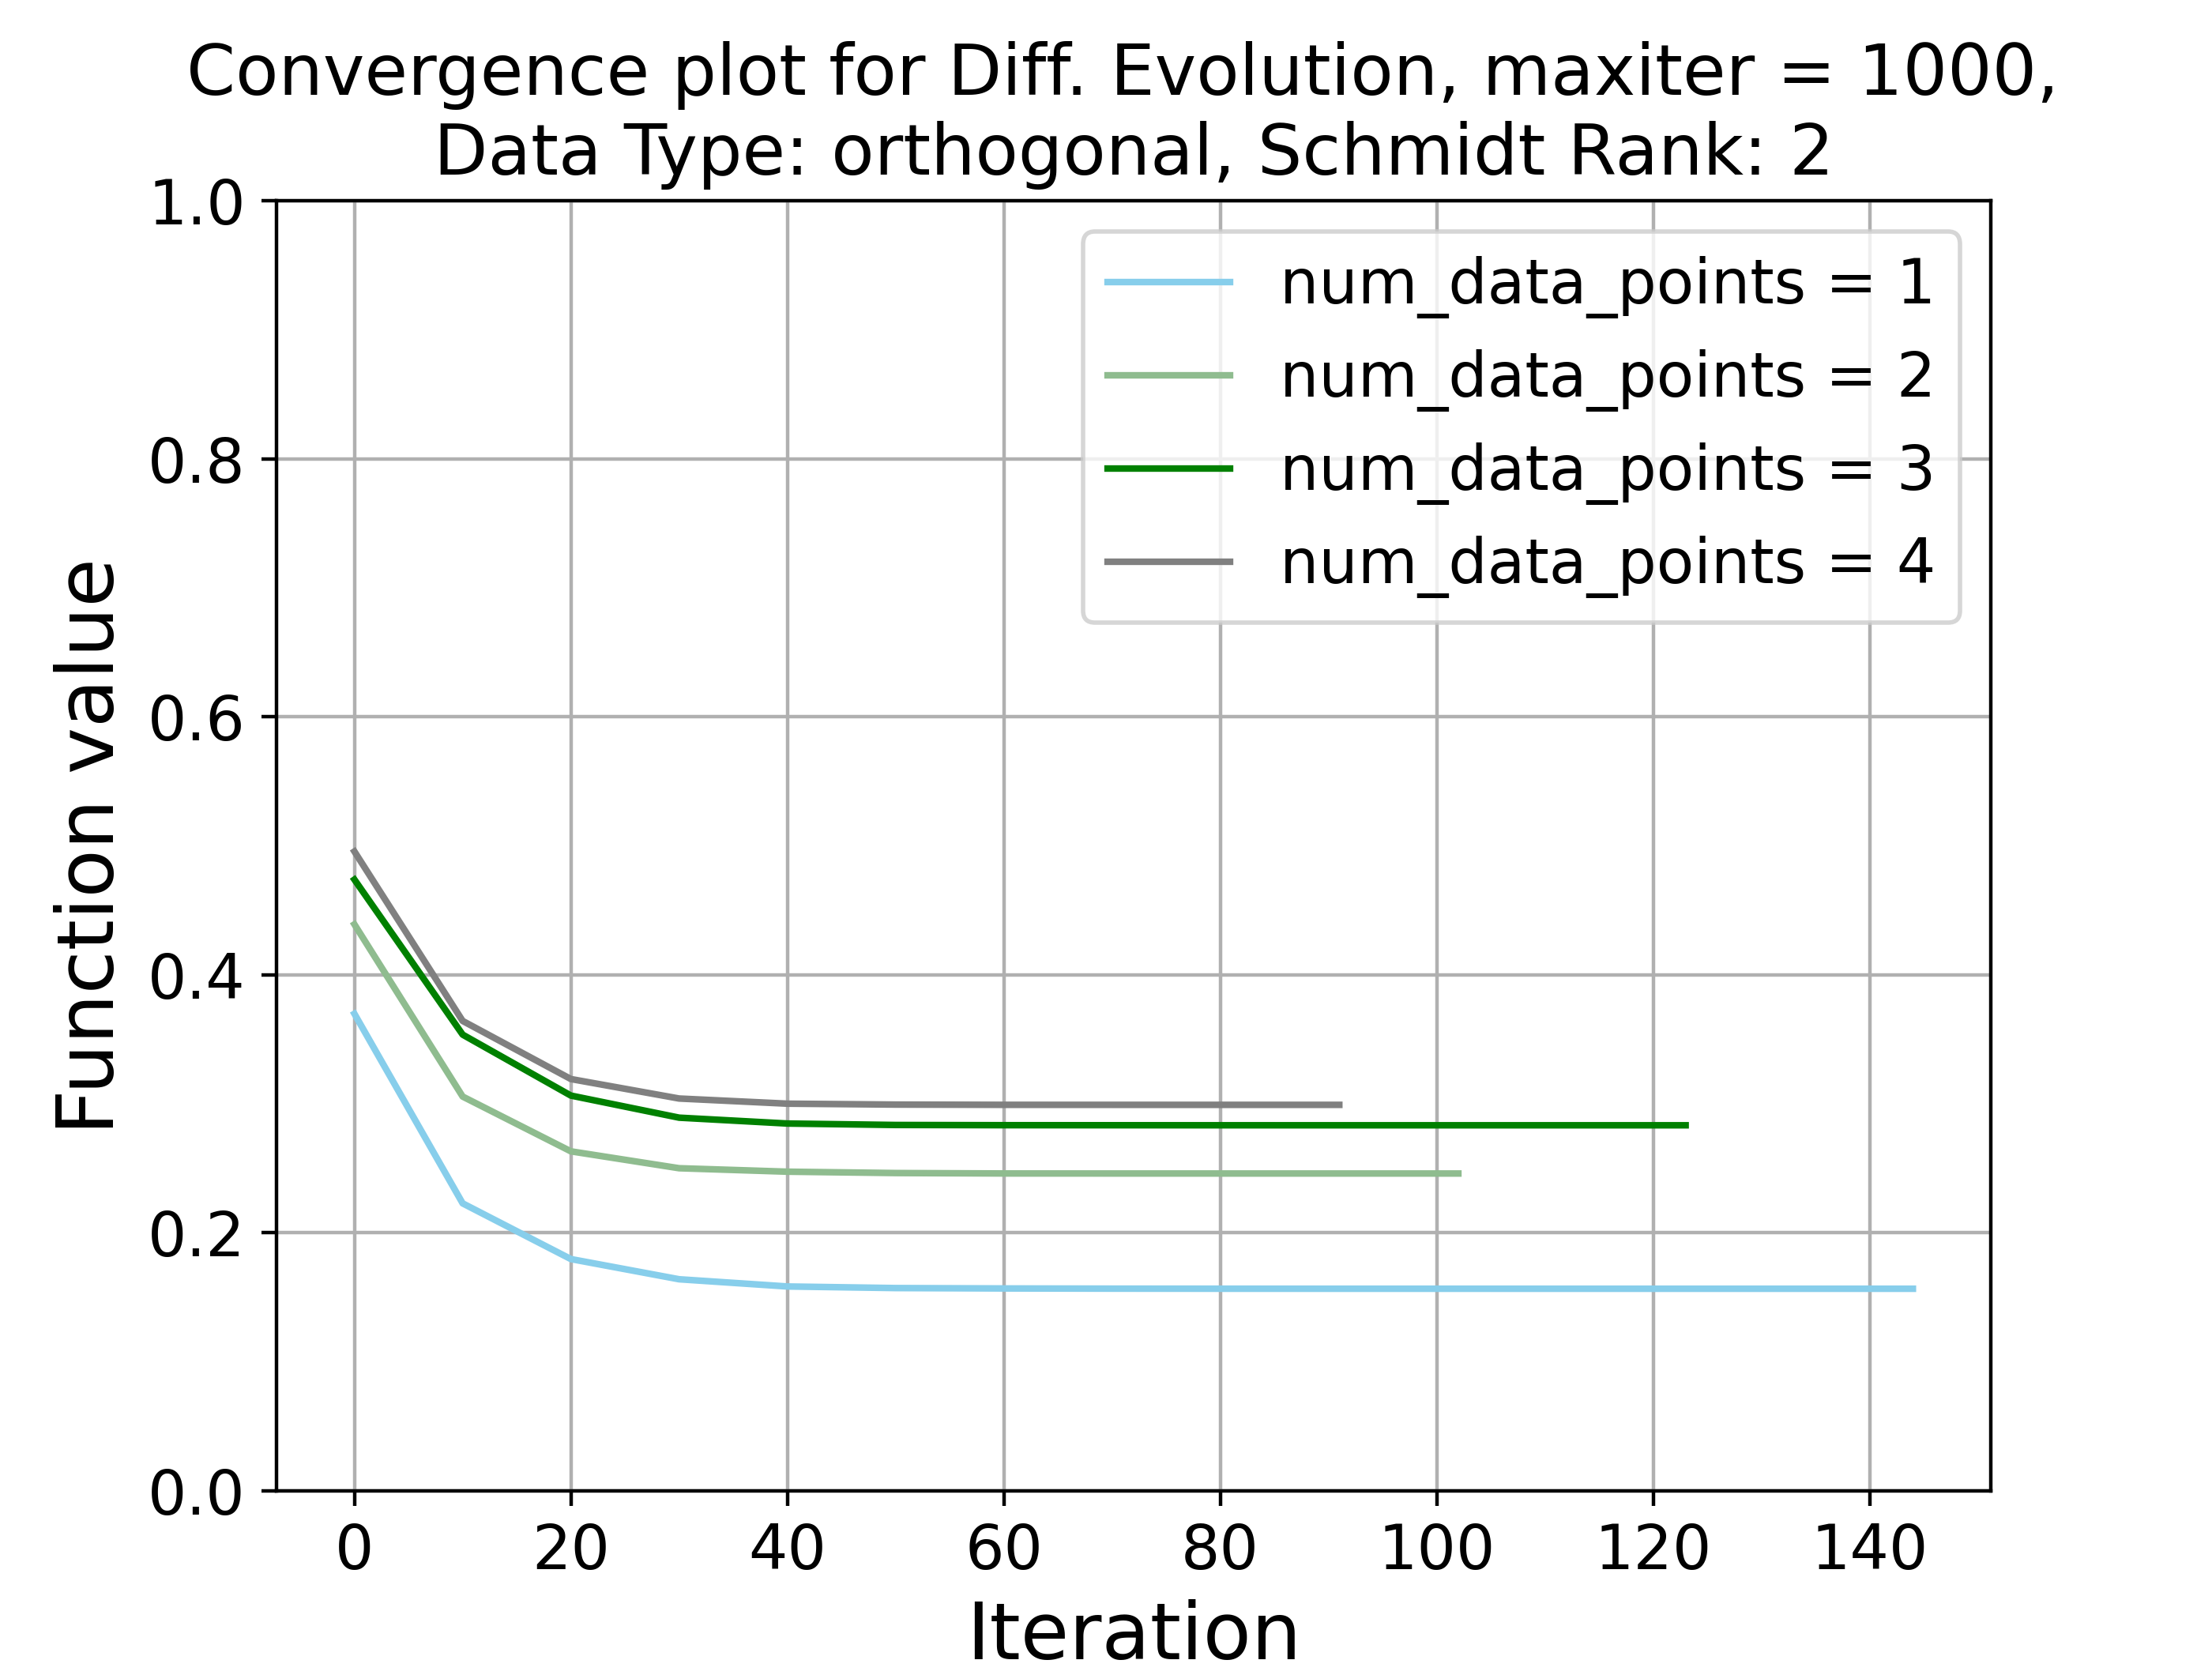 Convergence plot for Diff. Evolution, maxiter = 1000,
Data Type: orthogonal, Schmidt Rank: 2
num_data_points = 1
num_data_points = 2
num_data_points = 3
num_data_points = 4
Function value
1.0
0.8
0.6
0.4
0.2
0.0
0 20 40 60 80 100 120 140
Iteration